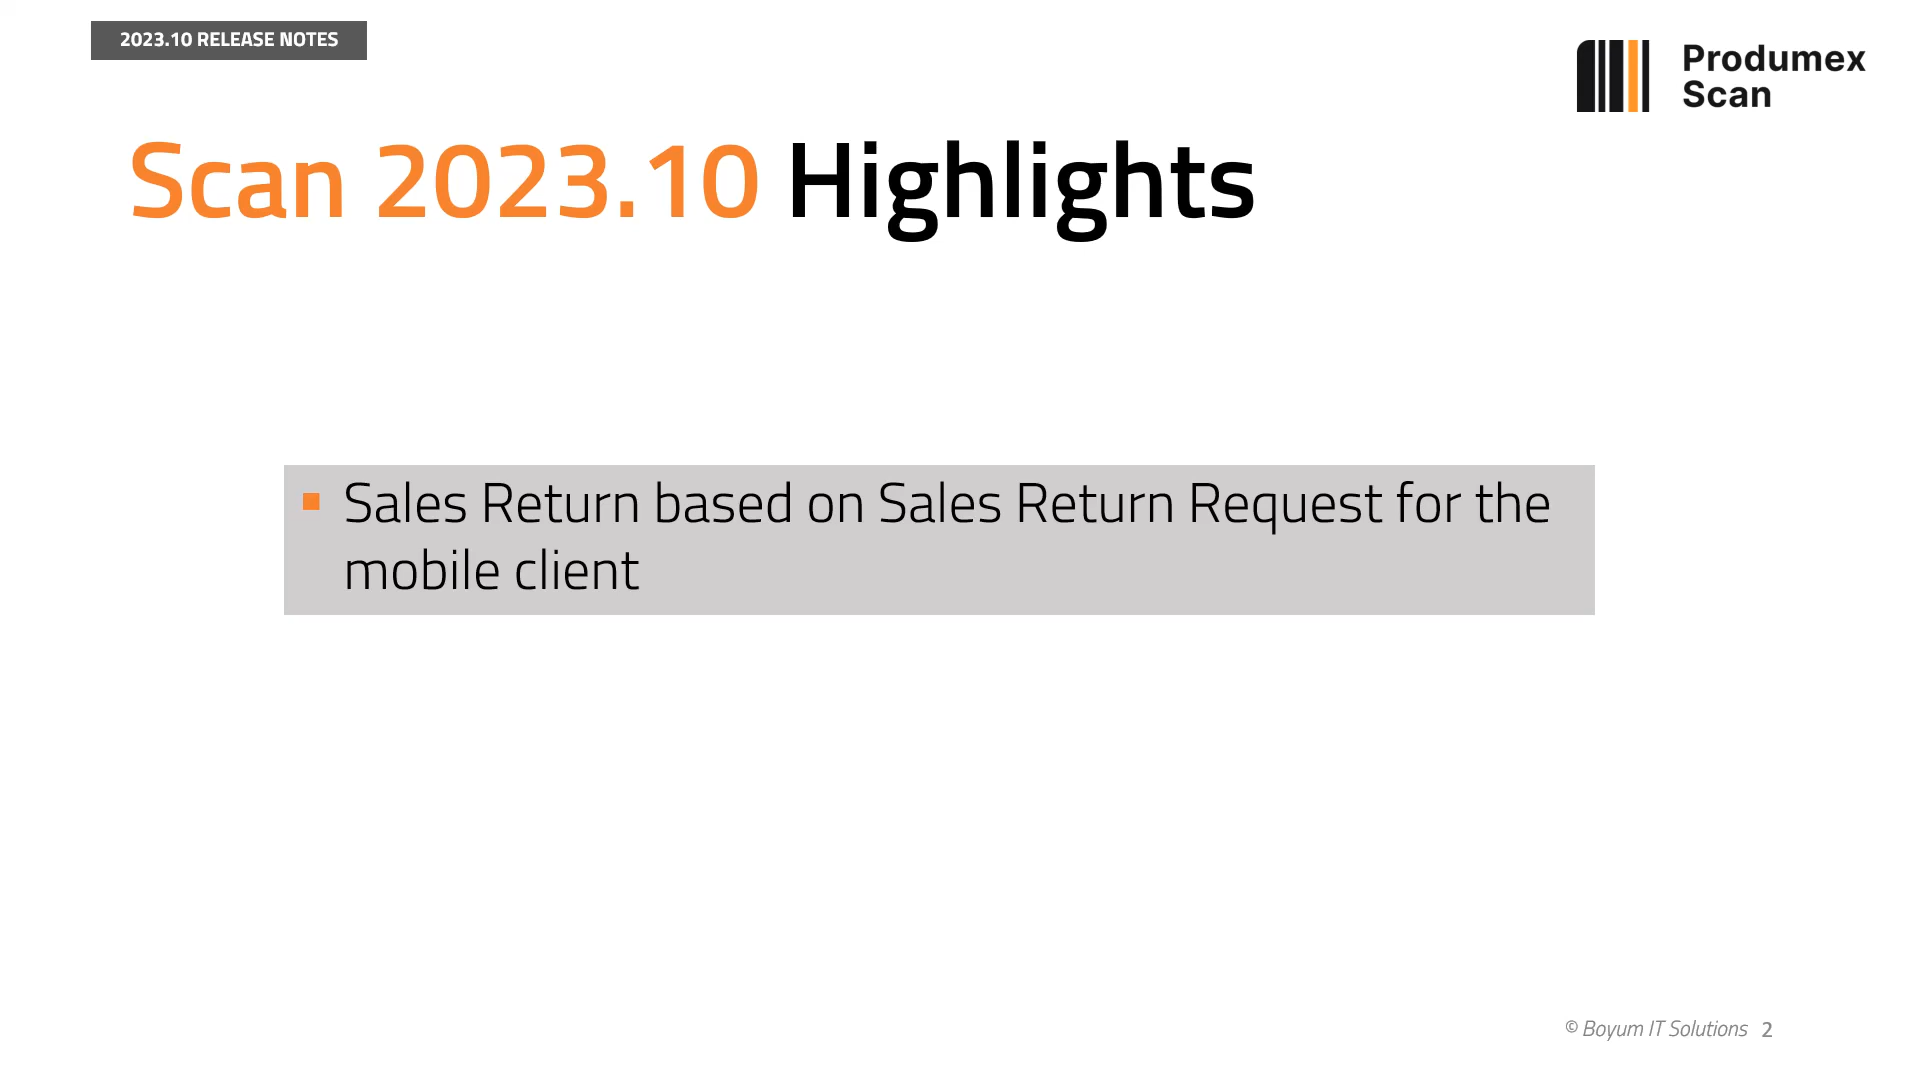 2023.10 RELEASE NOTES
Produmex
Scan
Scan 2023.10 Highlights
▪ Sales Return based on Sales Return Request for the
mobile client
© Boyum IT Solutions 2